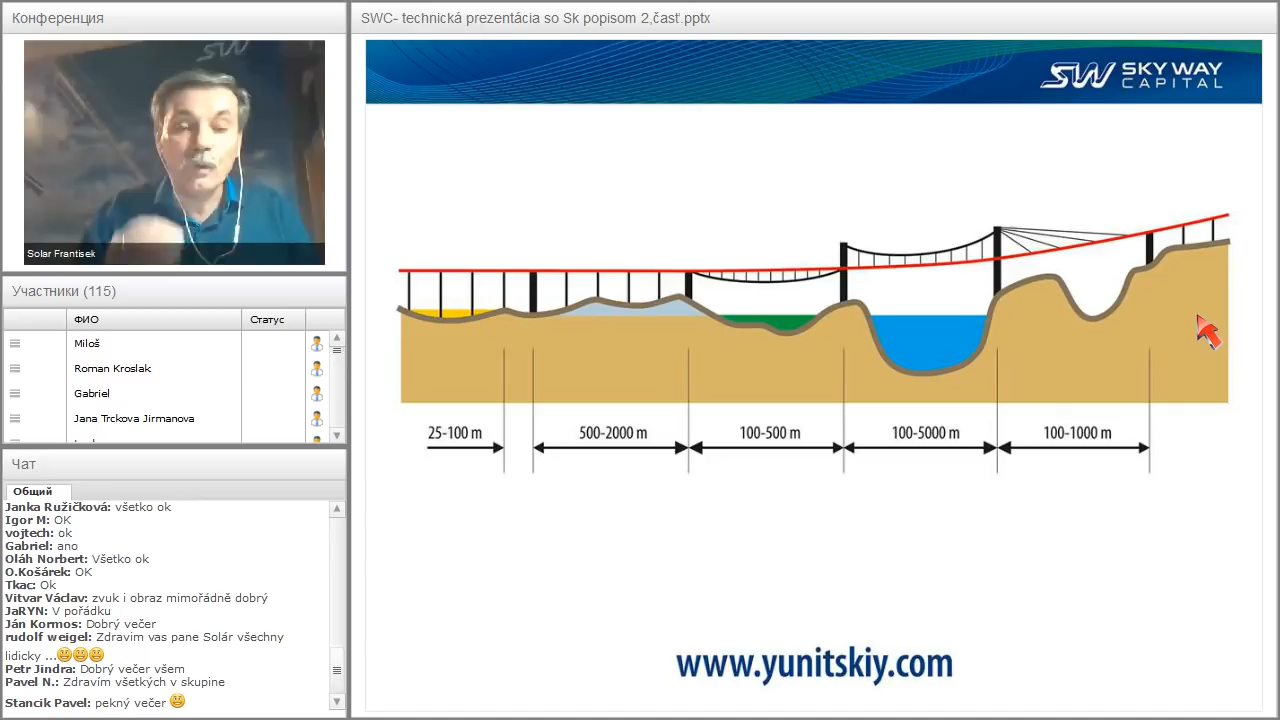 Конференция
SW
Solar Frantisek
Участники (115)
ФИО
Статус
Miloš
Roman Kroslak
Gabriel
Jana Trckova Jirmanova
Чат
Общий
Janka Ružičková: všetko ok
Igor M: OK
vojtech: ok
Gabriel: ano
Oláh Norbert: Všetko ok
O.Košárek: OK
Tkac: Ok
Vitvar Václav: zvuk i obraz mimořádně dobrý
JaRYN: V pořádku
Ján Kormos: Dobrý večer
rudolf weigel: Zdravim vas pane Solár všechny
lidicky ...
Petr Jindra: Dobrý večer všem
Pavel N.: Zdravím všetkých v skupine
Stancik Pavel: pekný večer
SWC- technická prezentácia so Sk popisom 2,časť.pptx
SW SKY WAY
CAPITAL
25-100 m
500-2000 m
100-500 m
100-5000 m
100-1000 m
www.yunitskiy.com